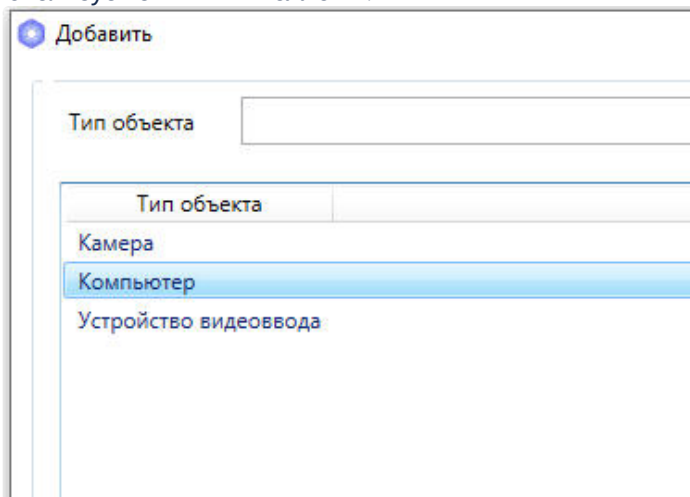 Добавить
Тип объекта
Тип объекта
Камера
Компьютер
Устройство видеоввода